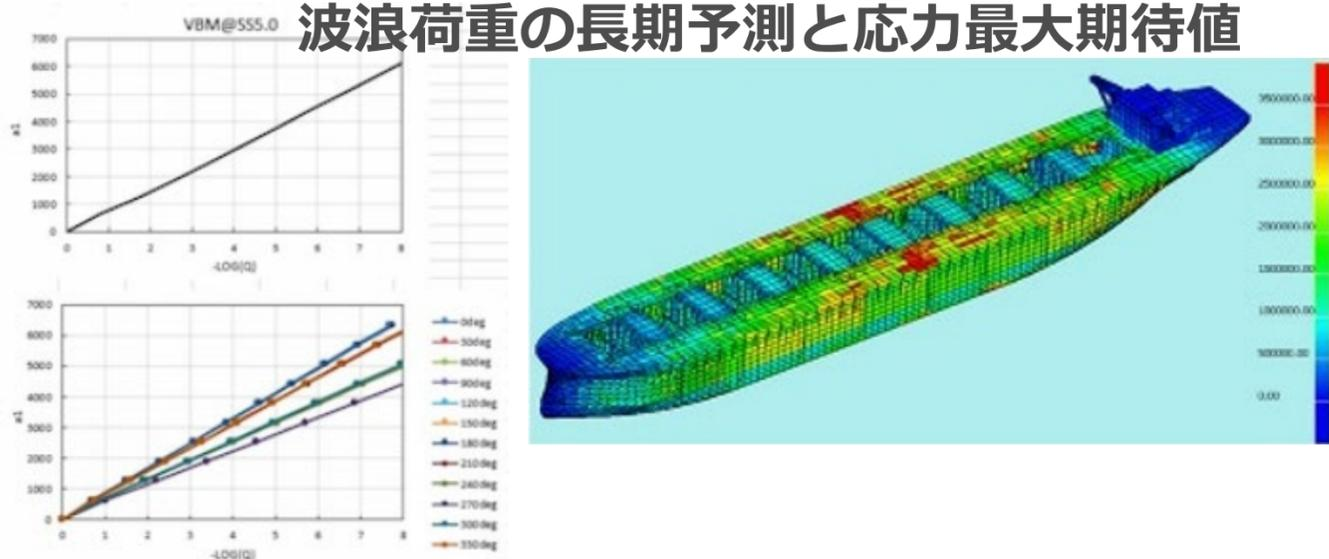 波浪荷重の長期予測と応力最大期待値
VBM@SS5.0
7000
6000
5000
4000
3000
2000
1000
0
a1
0 1 2 3 4 5 6 7 8
-LOG(Q)
7000
6000
5000
4000
3000
2000
1000
0
a1
0 1 2 3 4 5 6 7 8
-LOG(Q)
0deg
30deg
60deg
90deg
120deg
150deg
180deg
210deg
240deg
270deg
300deg
330deg
3500000.00
3000000.00
2500000.00
2000000.00
1500000.00
1000000.00
500000.00
0.00